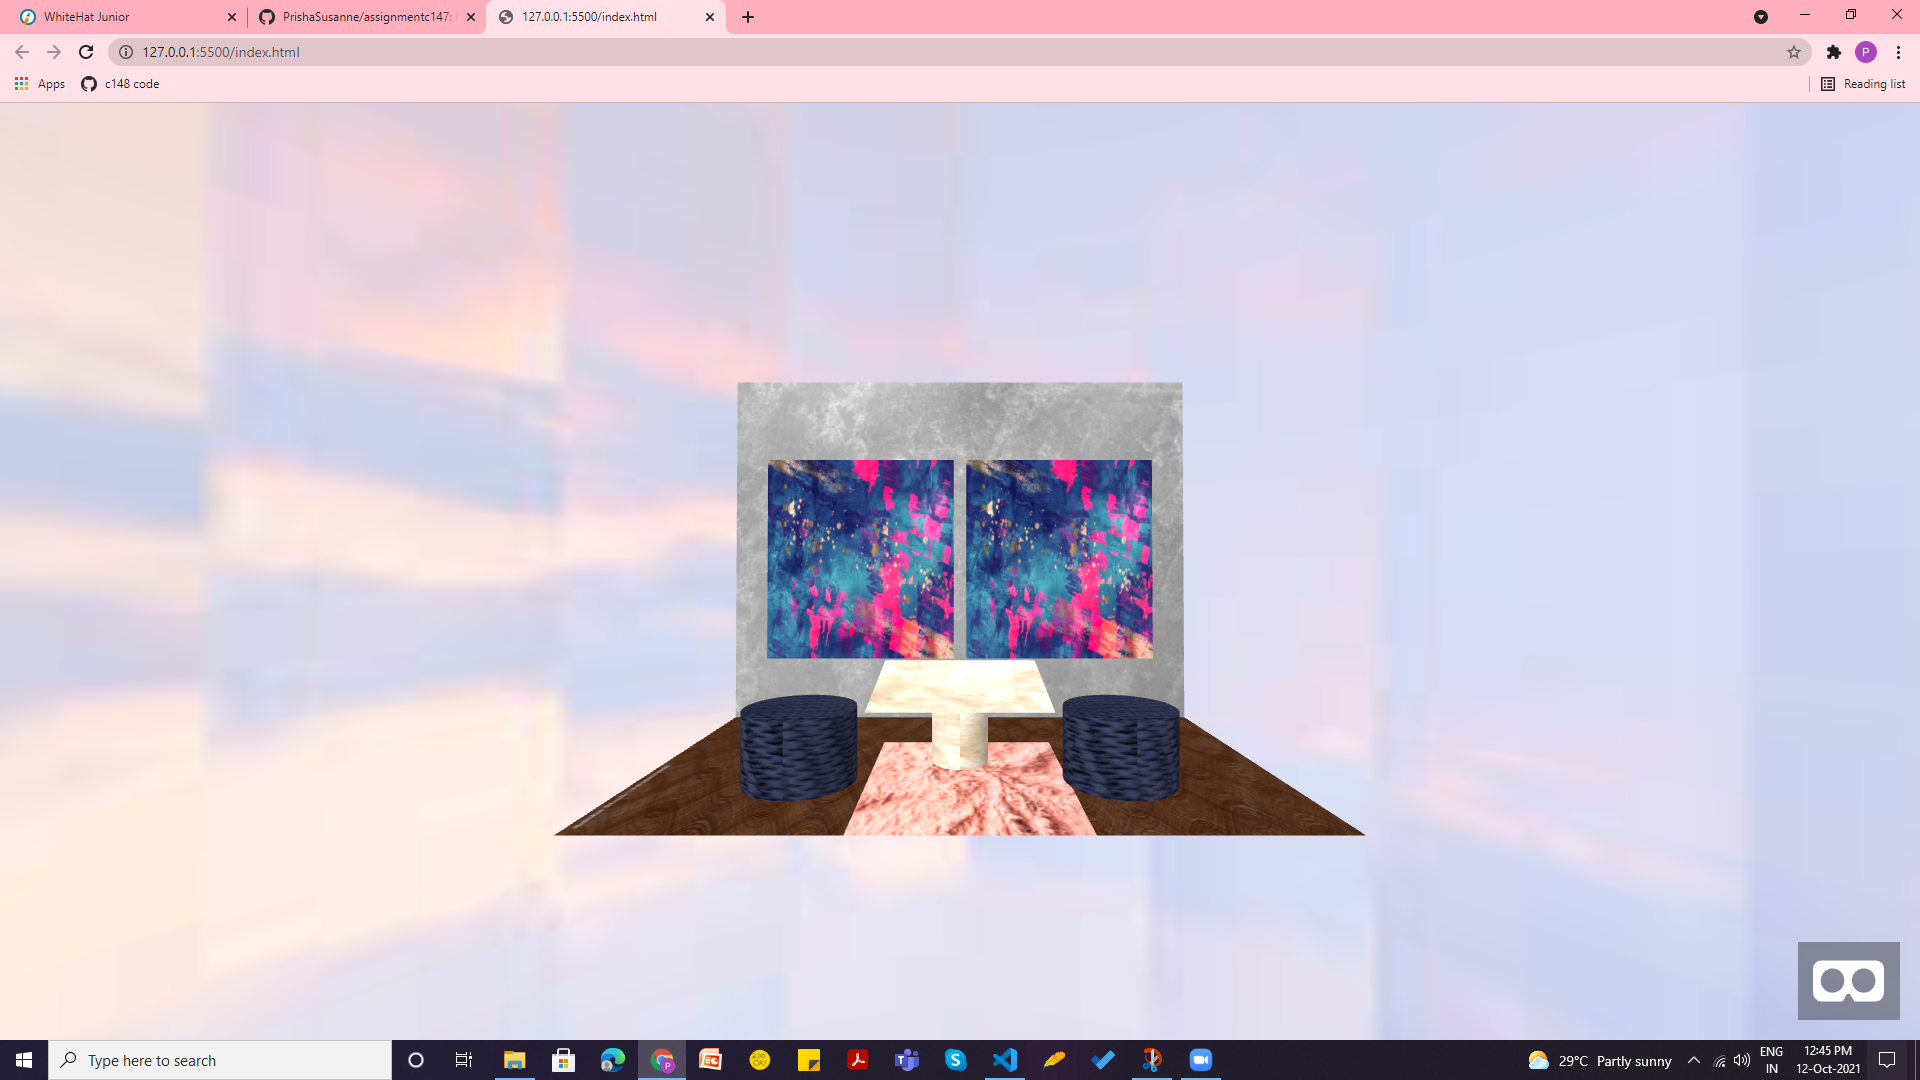 WhiteHat Junior
PrishaSusanne/assignmentc147:
127.0.0.1:5500/index.html
127.0.0.1:5500/index.html
P
Apps
c148 code
Reading list
Type here to search
P
29°C Partly sunny
ENG
IN
12:45 PM
12-Oct-2021